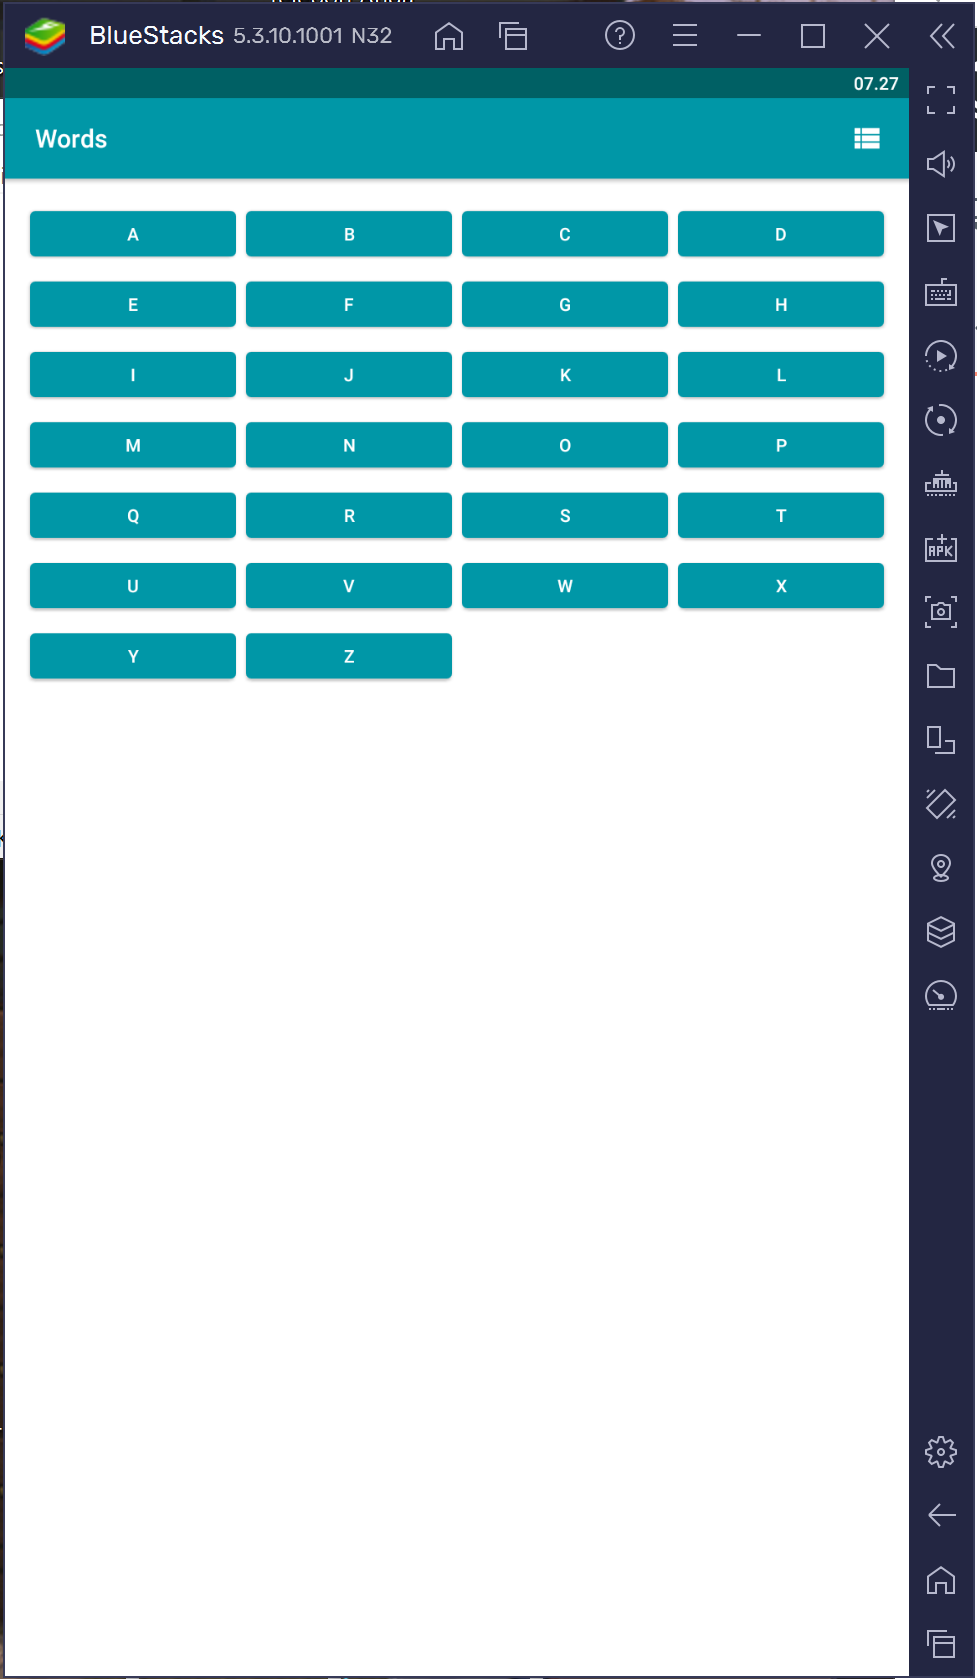 BlueStacks 5.3.10.1001 N32
07.27
Words
A B C D
E F G H
I J K L
M N O P
Q R S T
U V W X
Y Z
APK